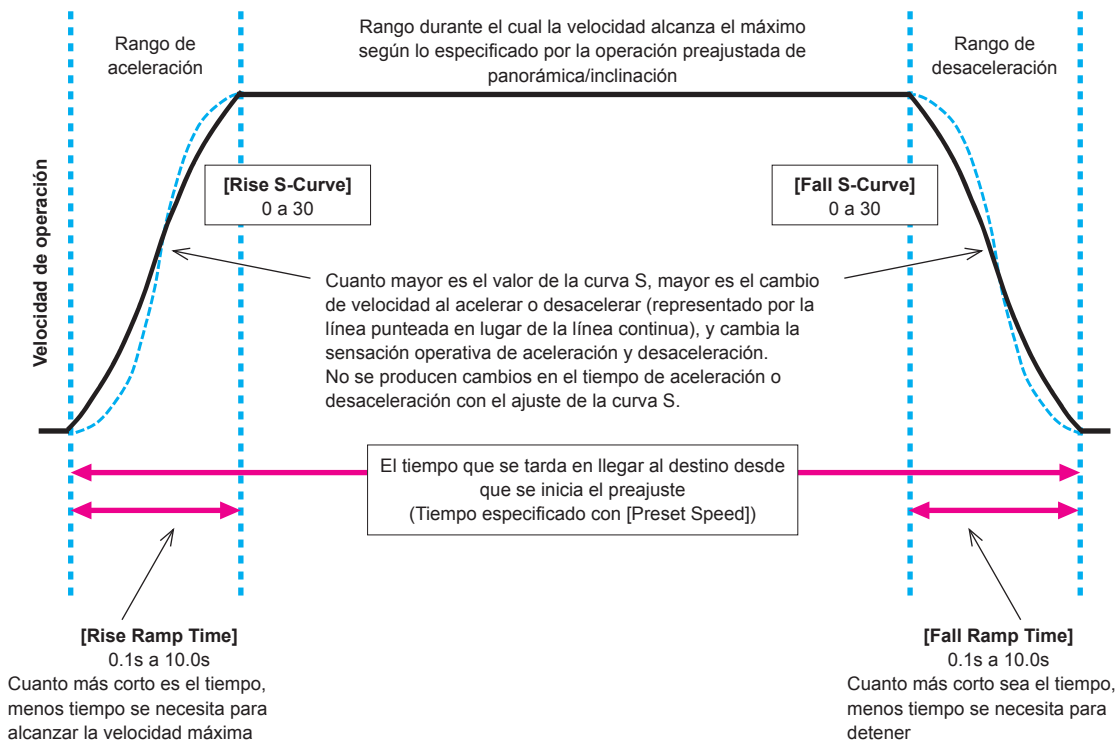 Rango de
aceleración
Rango durante el cual la velocidad alcanza el máximo
según lo especificado por la operación preajustada de
panorámica/inclinación
Rango de
desaceleración
Velocidad de operación
[Rise S-Curve]
0 a 30
[Fall S-Curve]
0 a 30
Cuanto mayor es el valor de la curva S, mayor es el cambio
de velocidad al acelerar o desacelerar (representado por la
línea punteada en lugar de la línea continua), y cambia la
sensación operativa de aceleración y desaceleración.
No se producen cambios en el tiempo de aceleración o
desaceleración con el ajuste de la curva S.
El tiempo que se tarda en llegar al destino desde
que se inicia el preajuste
(Tiempo especificado con [Preset Speed])
[Rise Ramp Time]
0.1s a 10.0s
Cuanto más corto es el tiempo,
menos tiempo se necesita para
alcanzar la velocidad máxima
[Fall Ramp Time]
0.1s a 10.0s
Cuanto más corto sea el tiempo,
menos tiempo se necesita para
detener